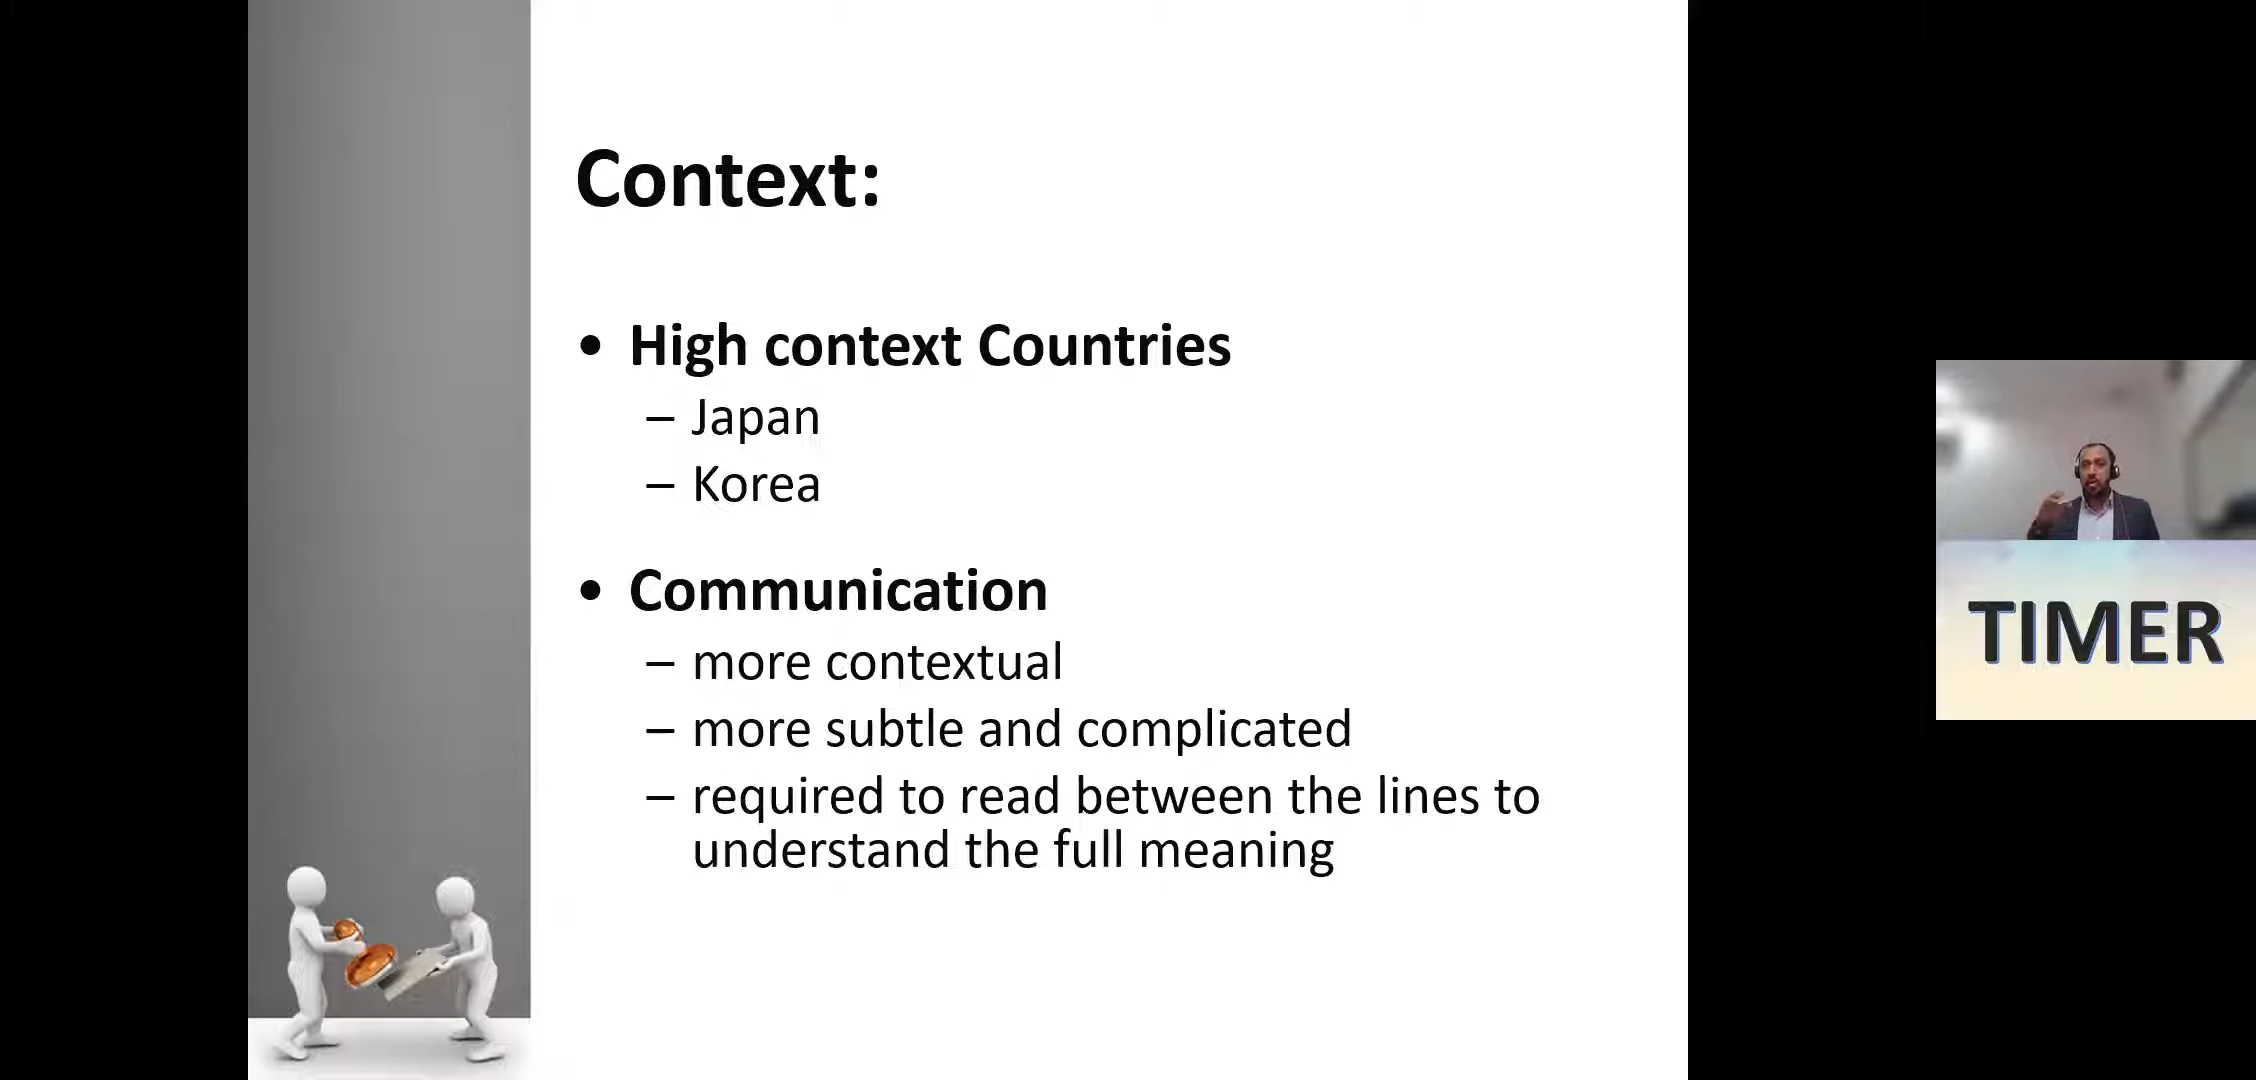 Context:
• High context Countries
– Japan
– Korea
• Communication
– more contextual
– more subtle and complicated
– required to read between the lines to
understand the full meaning
TIMER